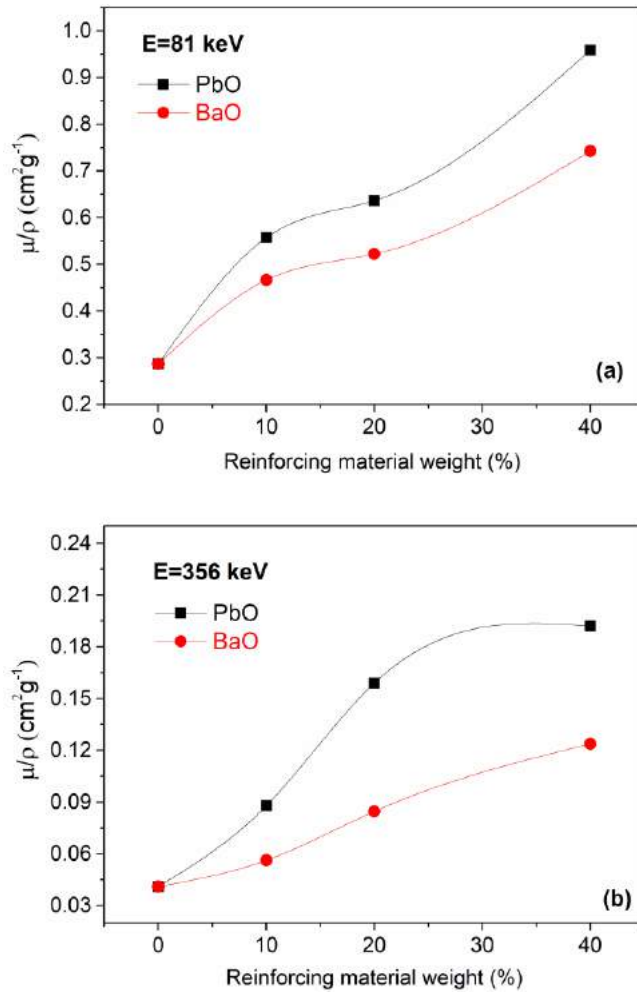 1.0
0.9
0.8
0.7
0.6
0.5
0.4
0.3
0.2
μ/ρ (cm²g⁻¹)
E=81 keV
PbO
BaO
(a)
0 10 20 30 40
Reinforcing material weight (%)
0.24
0.21
0.18
0.15
0.12
0.09
0.06
0.03
μ/ρ (cm²g⁻¹)
E=356 keV
PbO
BaO
(b)
0 10 20 30 40
Reinforcing material weight (%)